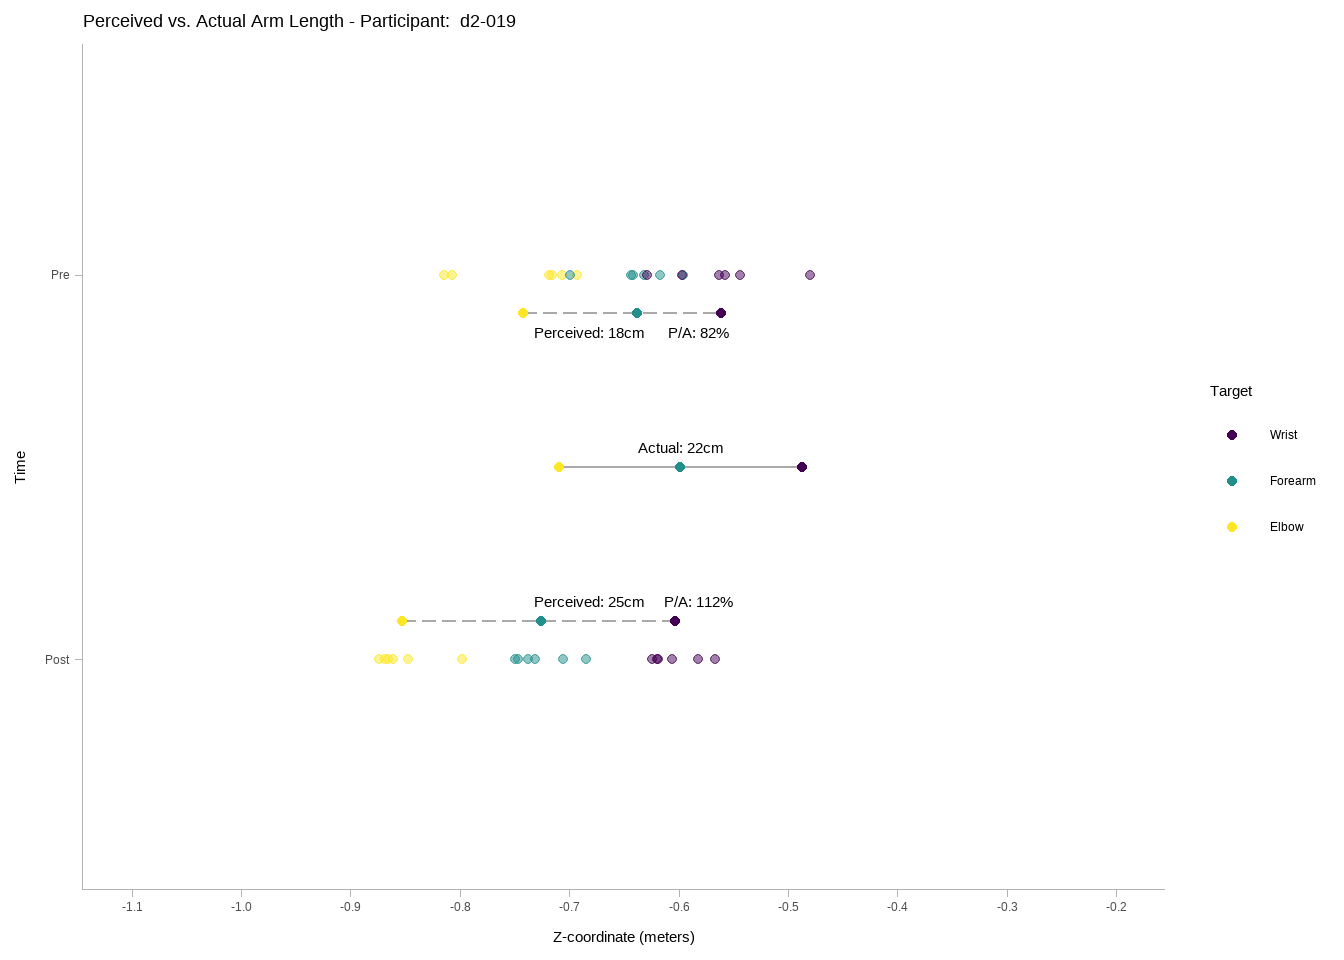 Perceived vs. Actual Arm Length - Participant:  d2-019
Pre
Perceived: 18cm P/A: 82%
Target
Actual: 22cm
Wrist
Time
Forearm
Elbow
Perceived: 25cm P/A: 112%
Post
-1.1 -1.0 -0.9 -0.8 -0.7 -0.6 -0.5 -0.4 -0.3 -0.2
Z-coordinate (meters)